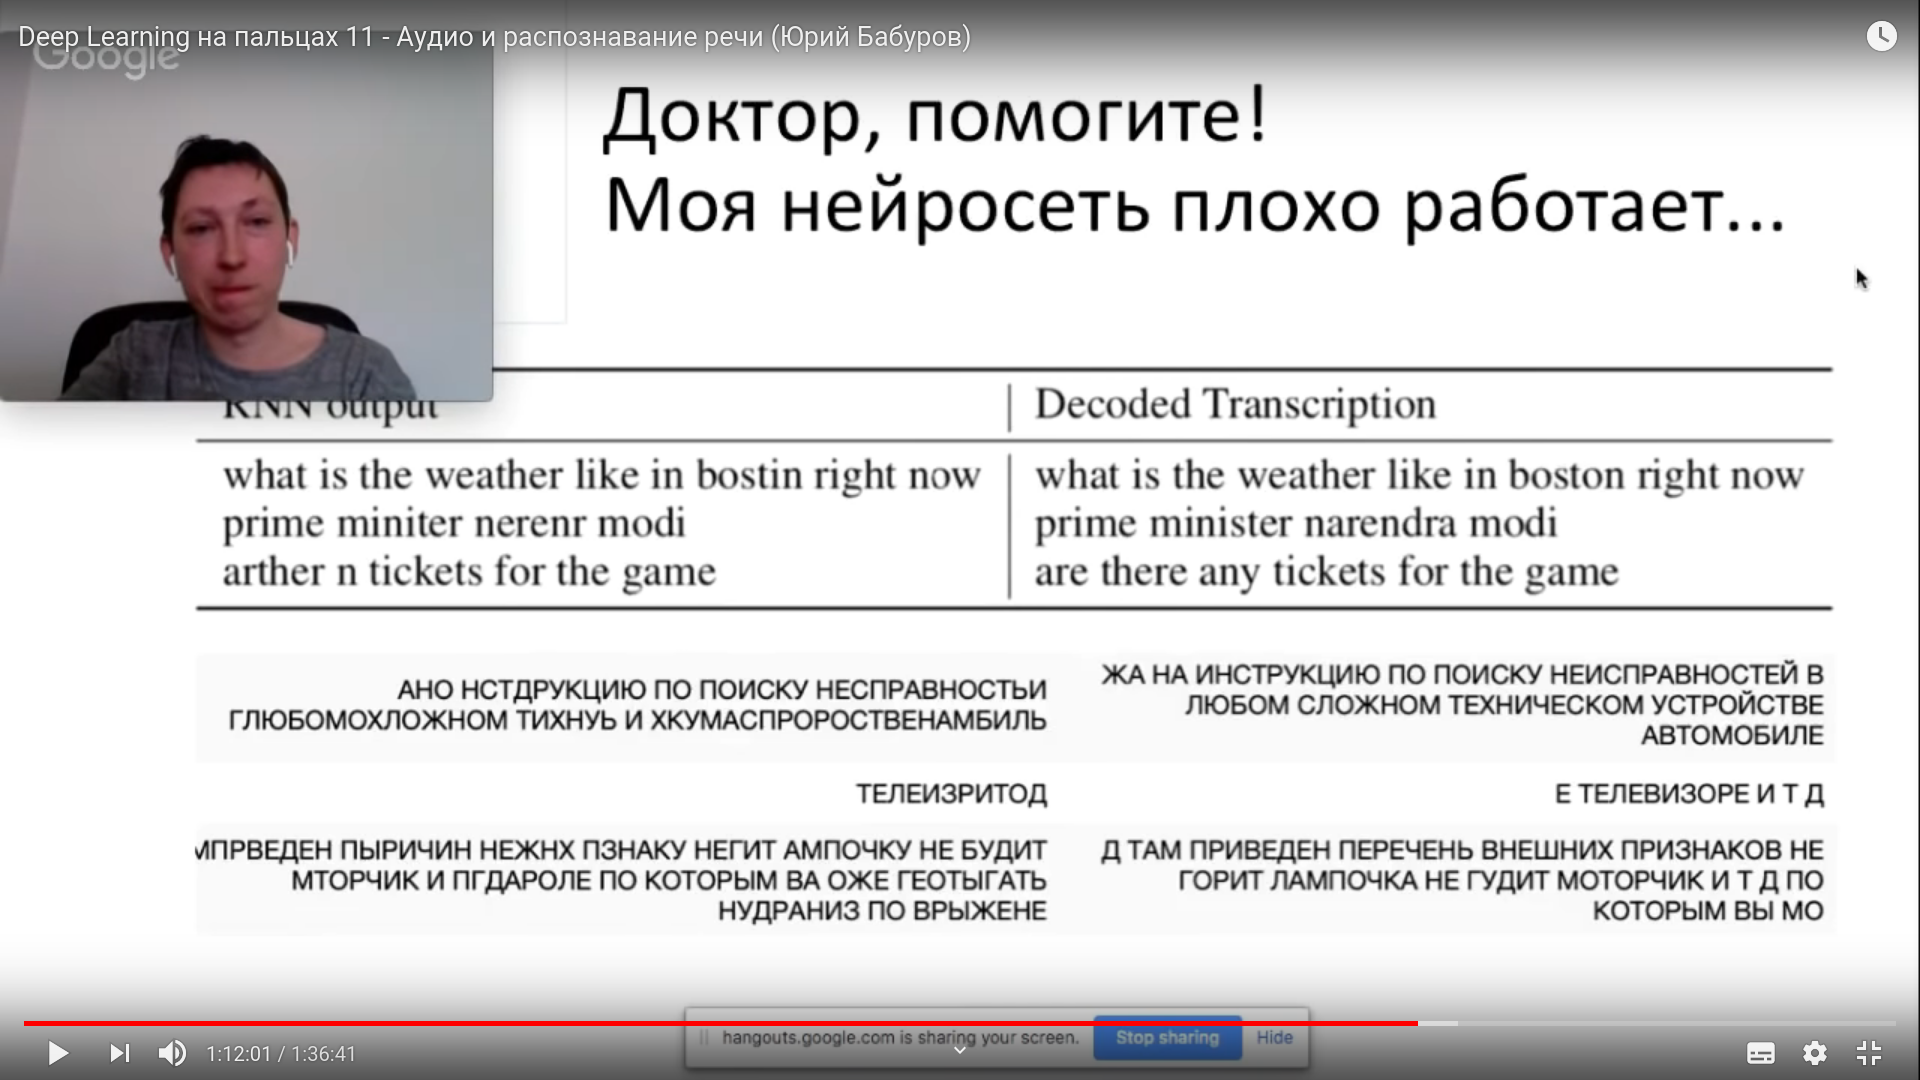 Deep Learning на пальцах 11 - Аудио и распознавание речи (Юрий Бабуров)
Google
Доктор, помогите!
Моя нейросеть плохо работает...
RNN output
Decoded Transcription
what is the weather like in bostin right now
what is the weather like in boston right now
prime miniter nerenr modi
prime minister narendra modi
arther n tickets for the game
are there any tickets for the game
АНО НСТДРУКЦИЮ ПО ПОИСКУ НЕСПРАВНОСТЬИ
ГЛЮБОМОХЛОЖНОМ ТИХНУЬ И ХКУМАСПРОРОСТВЕНАМБИЛЬ
ЖА НА ИНСТРУКЦИЮ ПО ПОИСКУ НЕИСПРАВНОСТЕЙ В
ЛЮБОМ СЛОЖНОМ ТЕХНИЧЕСКОМ УСТРОЙСТВЕ
АВТОМОБИЛЕ
ТЕЛЕИЗРИТОД
Е ТЕЛЕВИЗОРЕ И Т Д
МПРВЕДЕН ПЫРИЧИН НЕЖНХ ПЗНАКУ НЕГИТ АМПОЧКУ НЕ БУДИТ
МТОРЧИК И ПГДАРОЛЕ ПО КОТОРЫМ ВА ОЖЕ ГЕОТЫГАТЬ
НУДРАНИЗ ПО ВРЫЖЕНЕ
Д ТАМ ПРИВЕДЕН ПЕРЕЧЕНЬ ВНЕШНИХ ПРИЗНАКОВ НЕ
ГОРИТ ЛАМПОЧКА НЕ ГУДИТ МОТОРЧИК И Т Д ПО
КОТОРЫМ ВЫ МО
hangouts.google.com is sharing your screen.
Stop sharing
Hide
1:12:01 / 1:36:41